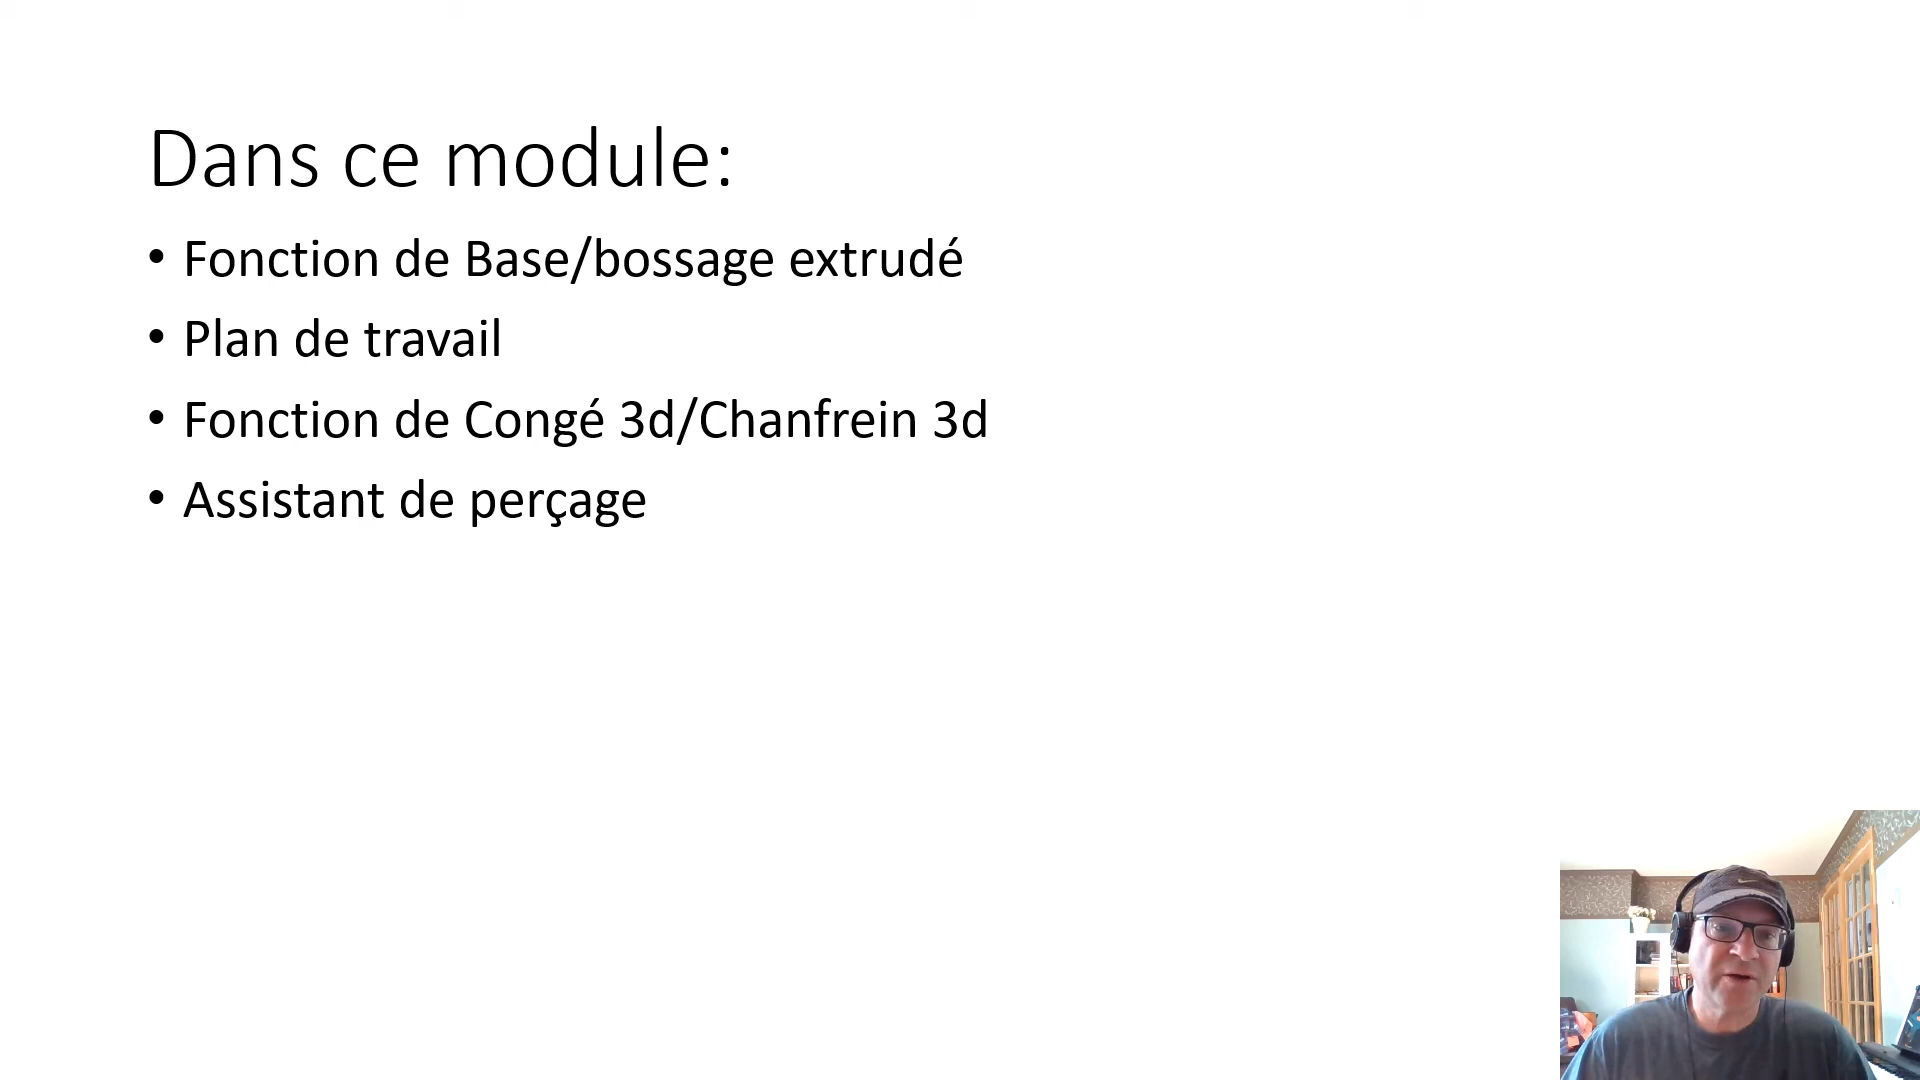 Dans ce module:
• Fonction de Base/bossage extrudé
• Plan de travail
• Fonction de Congé 3d/Chanfrein 3d
• Assistant de perçage